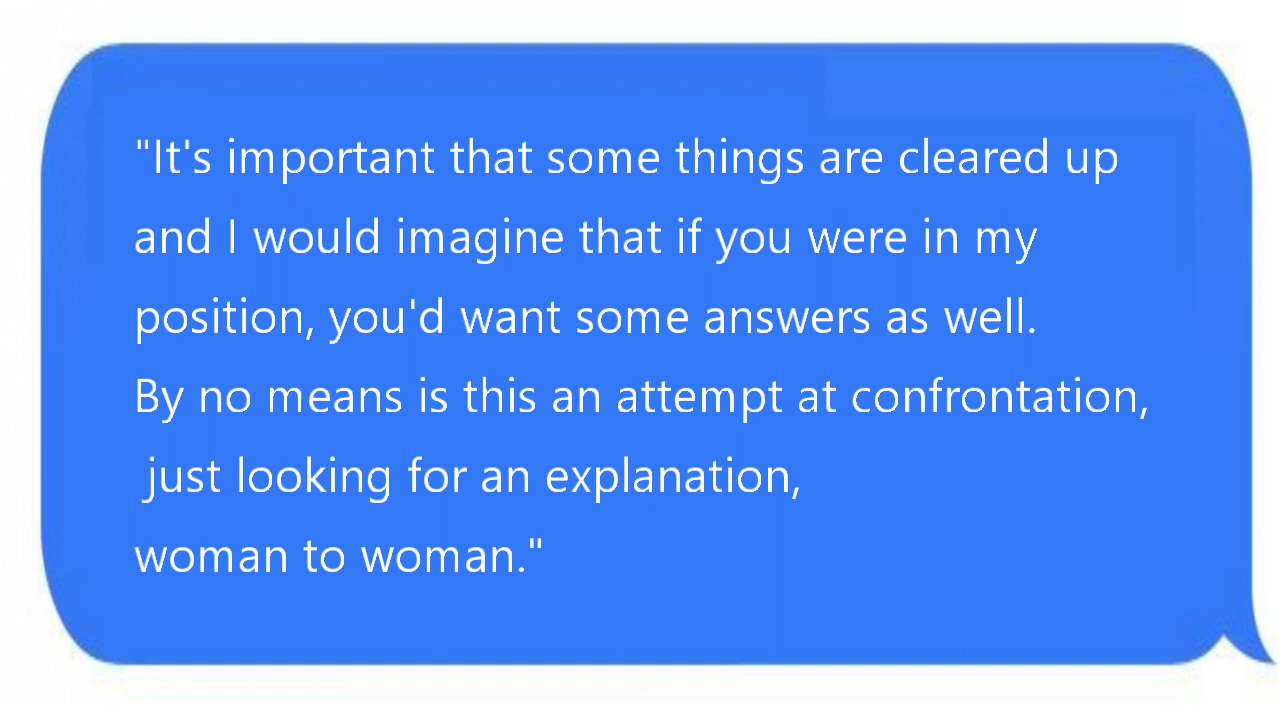 "It's important that some things are cleared up
and I would imagine that if you were in my
position, you'd want some answers as well.
By no means is this an attempt at confrontation,
just looking for an explanation,
woman to woman."